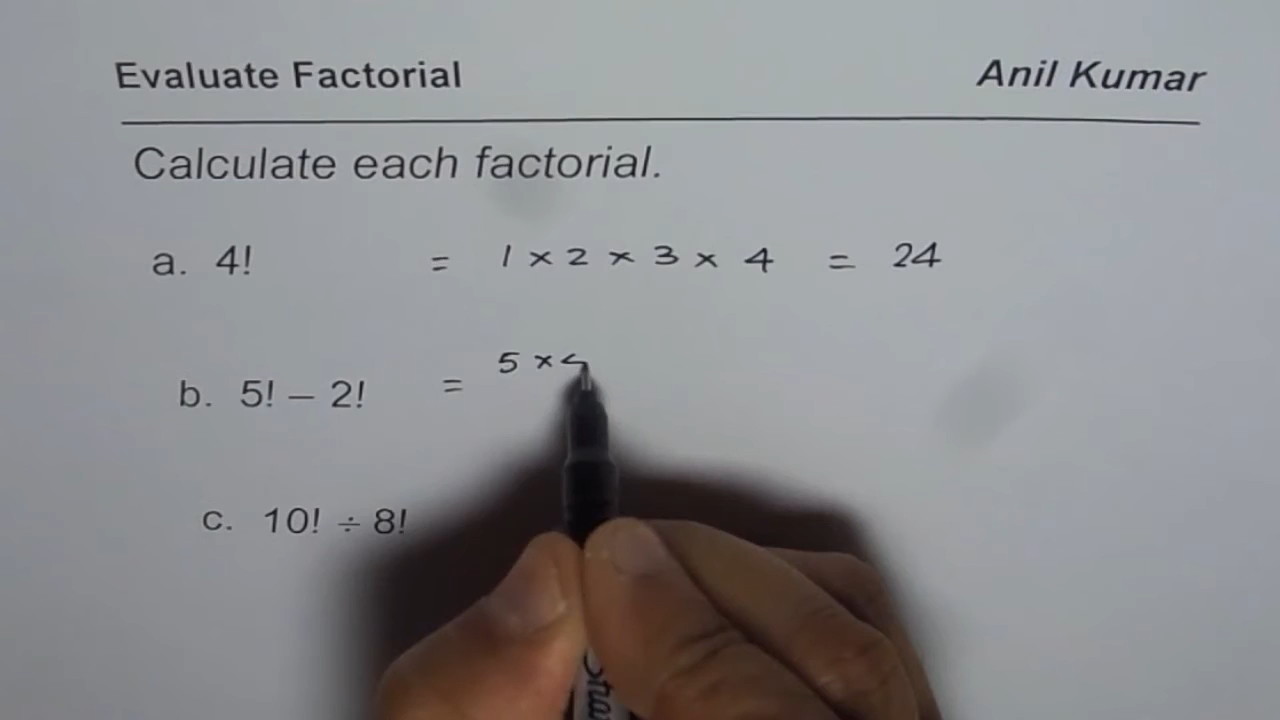 Evaluate Factorial Anil Kumar
Calculate each factorial.
a. 4! = 1 × 2 × 3 × 4 = 24
b. 5! – 2! = 5 ×
c. 10! ÷ 8!